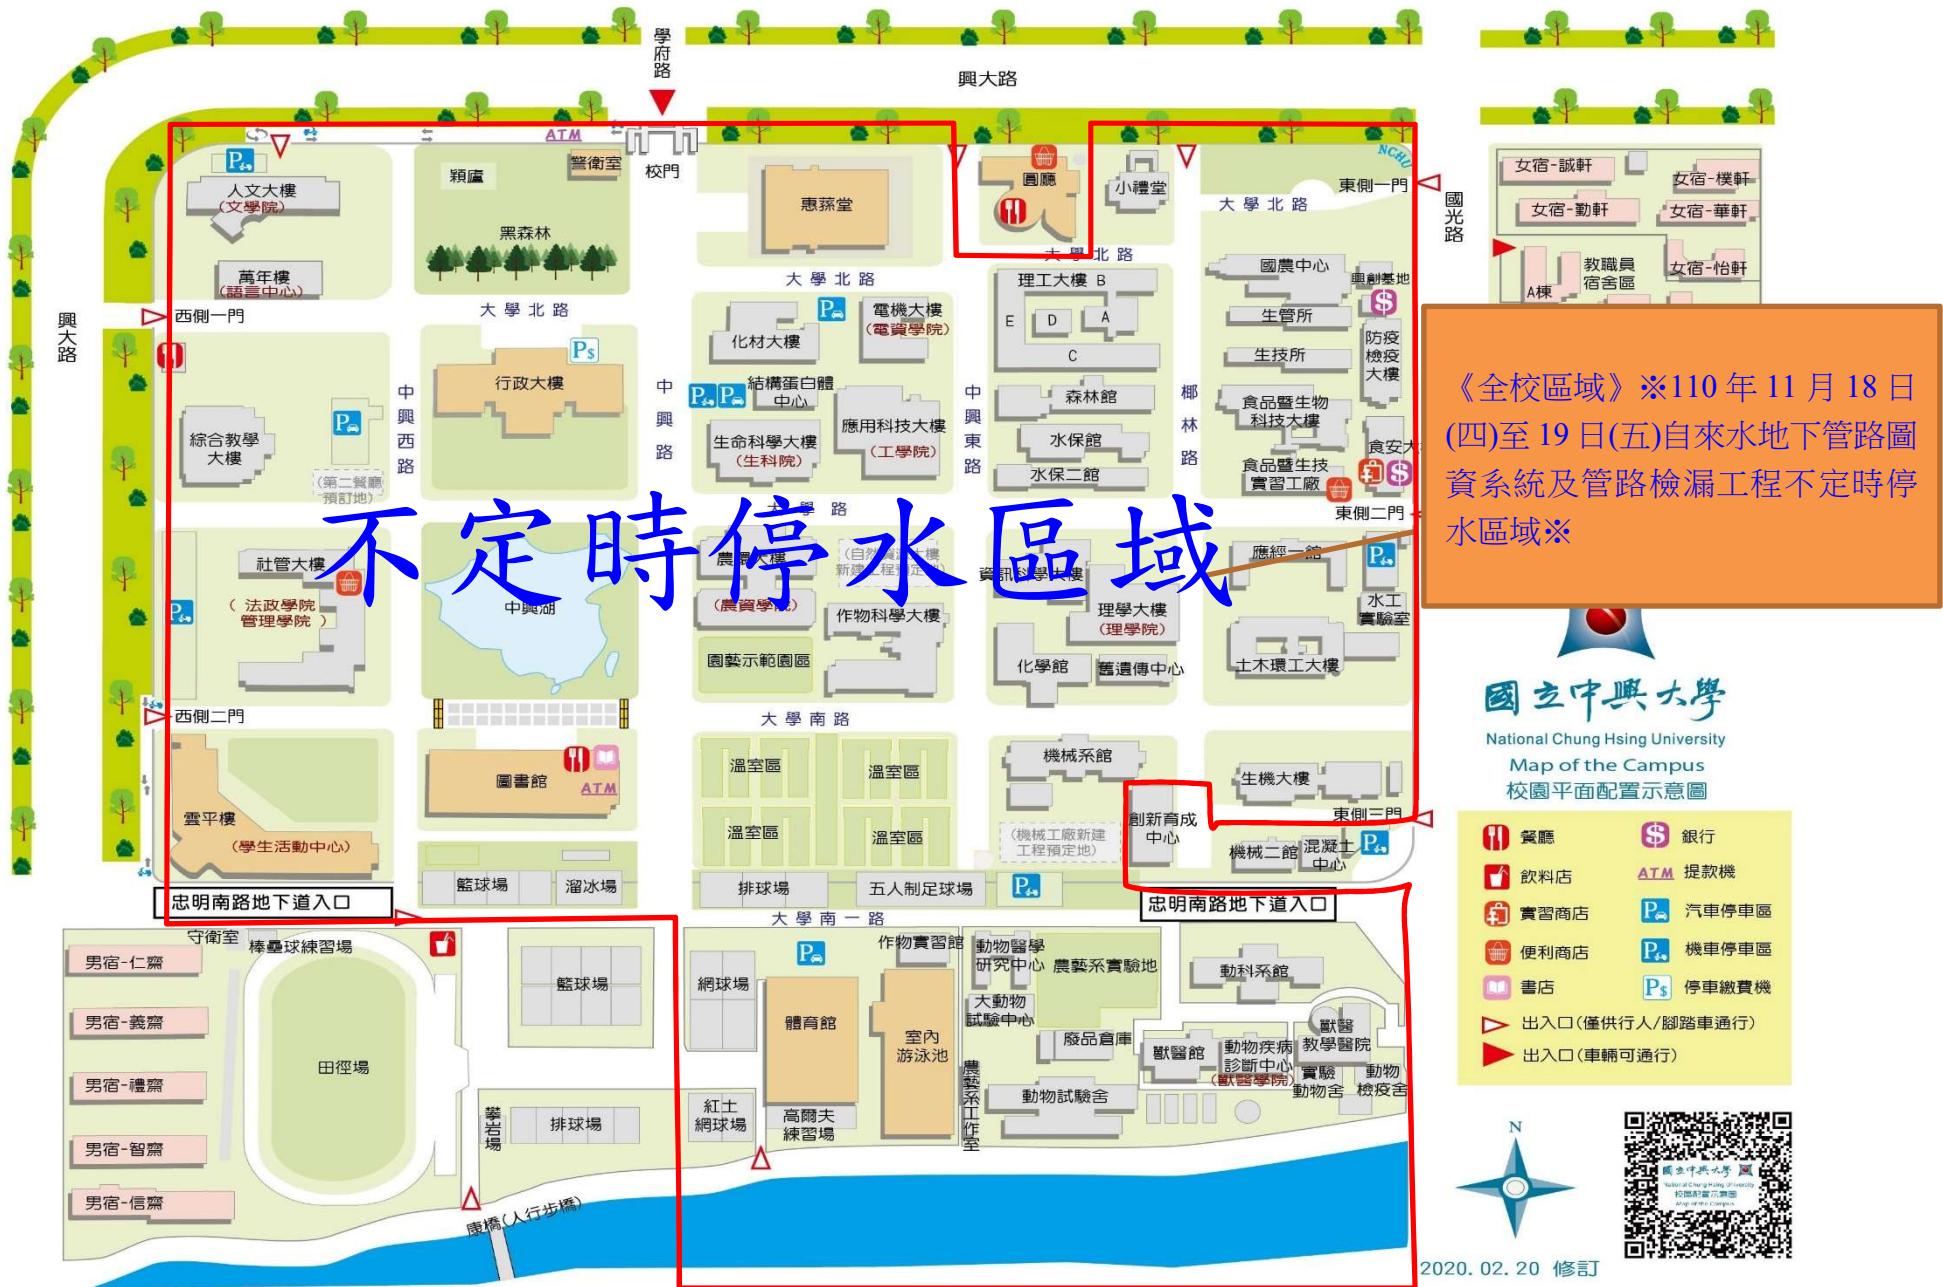 學府路
興大路
ATM
校門
警衛室
穎廬
黑森林
人文大樓
(文學院)
萬年樓
(語言中心)
惠蓀堂
圓廳
小禮堂
NCHU
東側一門
國光路
大學北路
大學北路
大學北路
大學北路
女宿-誠軒
女宿-樸軒
女宿-勤軒
女宿-華軒
女宿-怡軒
A棟
教職員
宿舍區
興大路
西側一門
綜合教學
大樓
(第二餐廳
預訂地)
中興西路
行政大樓
中興路
化材大樓
電機大樓
(電資學院)
結構蛋白體
中心
生命科學大樓
(生科院)
應用科技大樓
(工學院)
中興東路
理工大樓 B
E
D
A
C
森林館
水保館
水保二館
椰林路
國農中心
興創基地
生管所
生技所
防疫
檢疫
大樓
食品暨生物
科技大樓
食品暨生技
實習工廠
食安大
東側二門
《全校區域》※110 年 11 月 18 日
(四)至 19 日(五)自來水地下管路圖
資系統及管路檢漏工程不定時停
水區域※
大學路
不定時停水區域
社管大樓
(法政學院
管理學院)
中興湖
農環大樓
(農資學院)
作物科學大樓
園藝示範園區
資訊科學大樓
理學大樓
(理學院)
化學館
舊遺傳中心
應經一館
水工
實驗室
土木環工大樓
西側二門
大學南路
雲平樓
(學生活動中心)
圖書館
ATM
溫室區
溫室區
溫室區
溫室區
機械系館
(機械工廠新建
工程預定地)
創新育成
中心
生機大樓
東側三門
機械二館
混凝土
中心
籃球場
溜冰場
排球場
五人制足球場
忠明南路地下道入口
忠明南路地下道入口
大學南一路
守衛室
棒壘球練習場
男宿-仁齋
男宿-義齋
男宿-禮齋
男宿-智齋
男宿-信齋
田徑場
籃球場
攀岩場
排球場
康橋(人行步橋)
網球場
紅土
網球場
體育館
高爾夫
練習場
作物實習館
室內
游泳池
農藝系工作室
動物醫學
研究中心
農藝系實驗地
大動物
試驗中心
廢品倉庫
動物試驗舍
動科系館
獸醫館
動物疾病
診斷中心
(獸醫學院)
獸醫
教學醫院
實驗
動物舍
動物
檢疫舍
國立中興大學
National Chung Hsing University
Map of the Campus
校園平面配置示意圖
餐廳
銀行
飲料店
ATM 提款機
實習商店
汽車停車區
便利商店
機車停車區
書店
停車繳費機
出入口(僅供行人/腳踏車通行)
出入口(車輛可通行)
N
國立中興大學
National Chung Hsing University
校園配置示意圖
Map of the Campus
2020.02.20 修訂